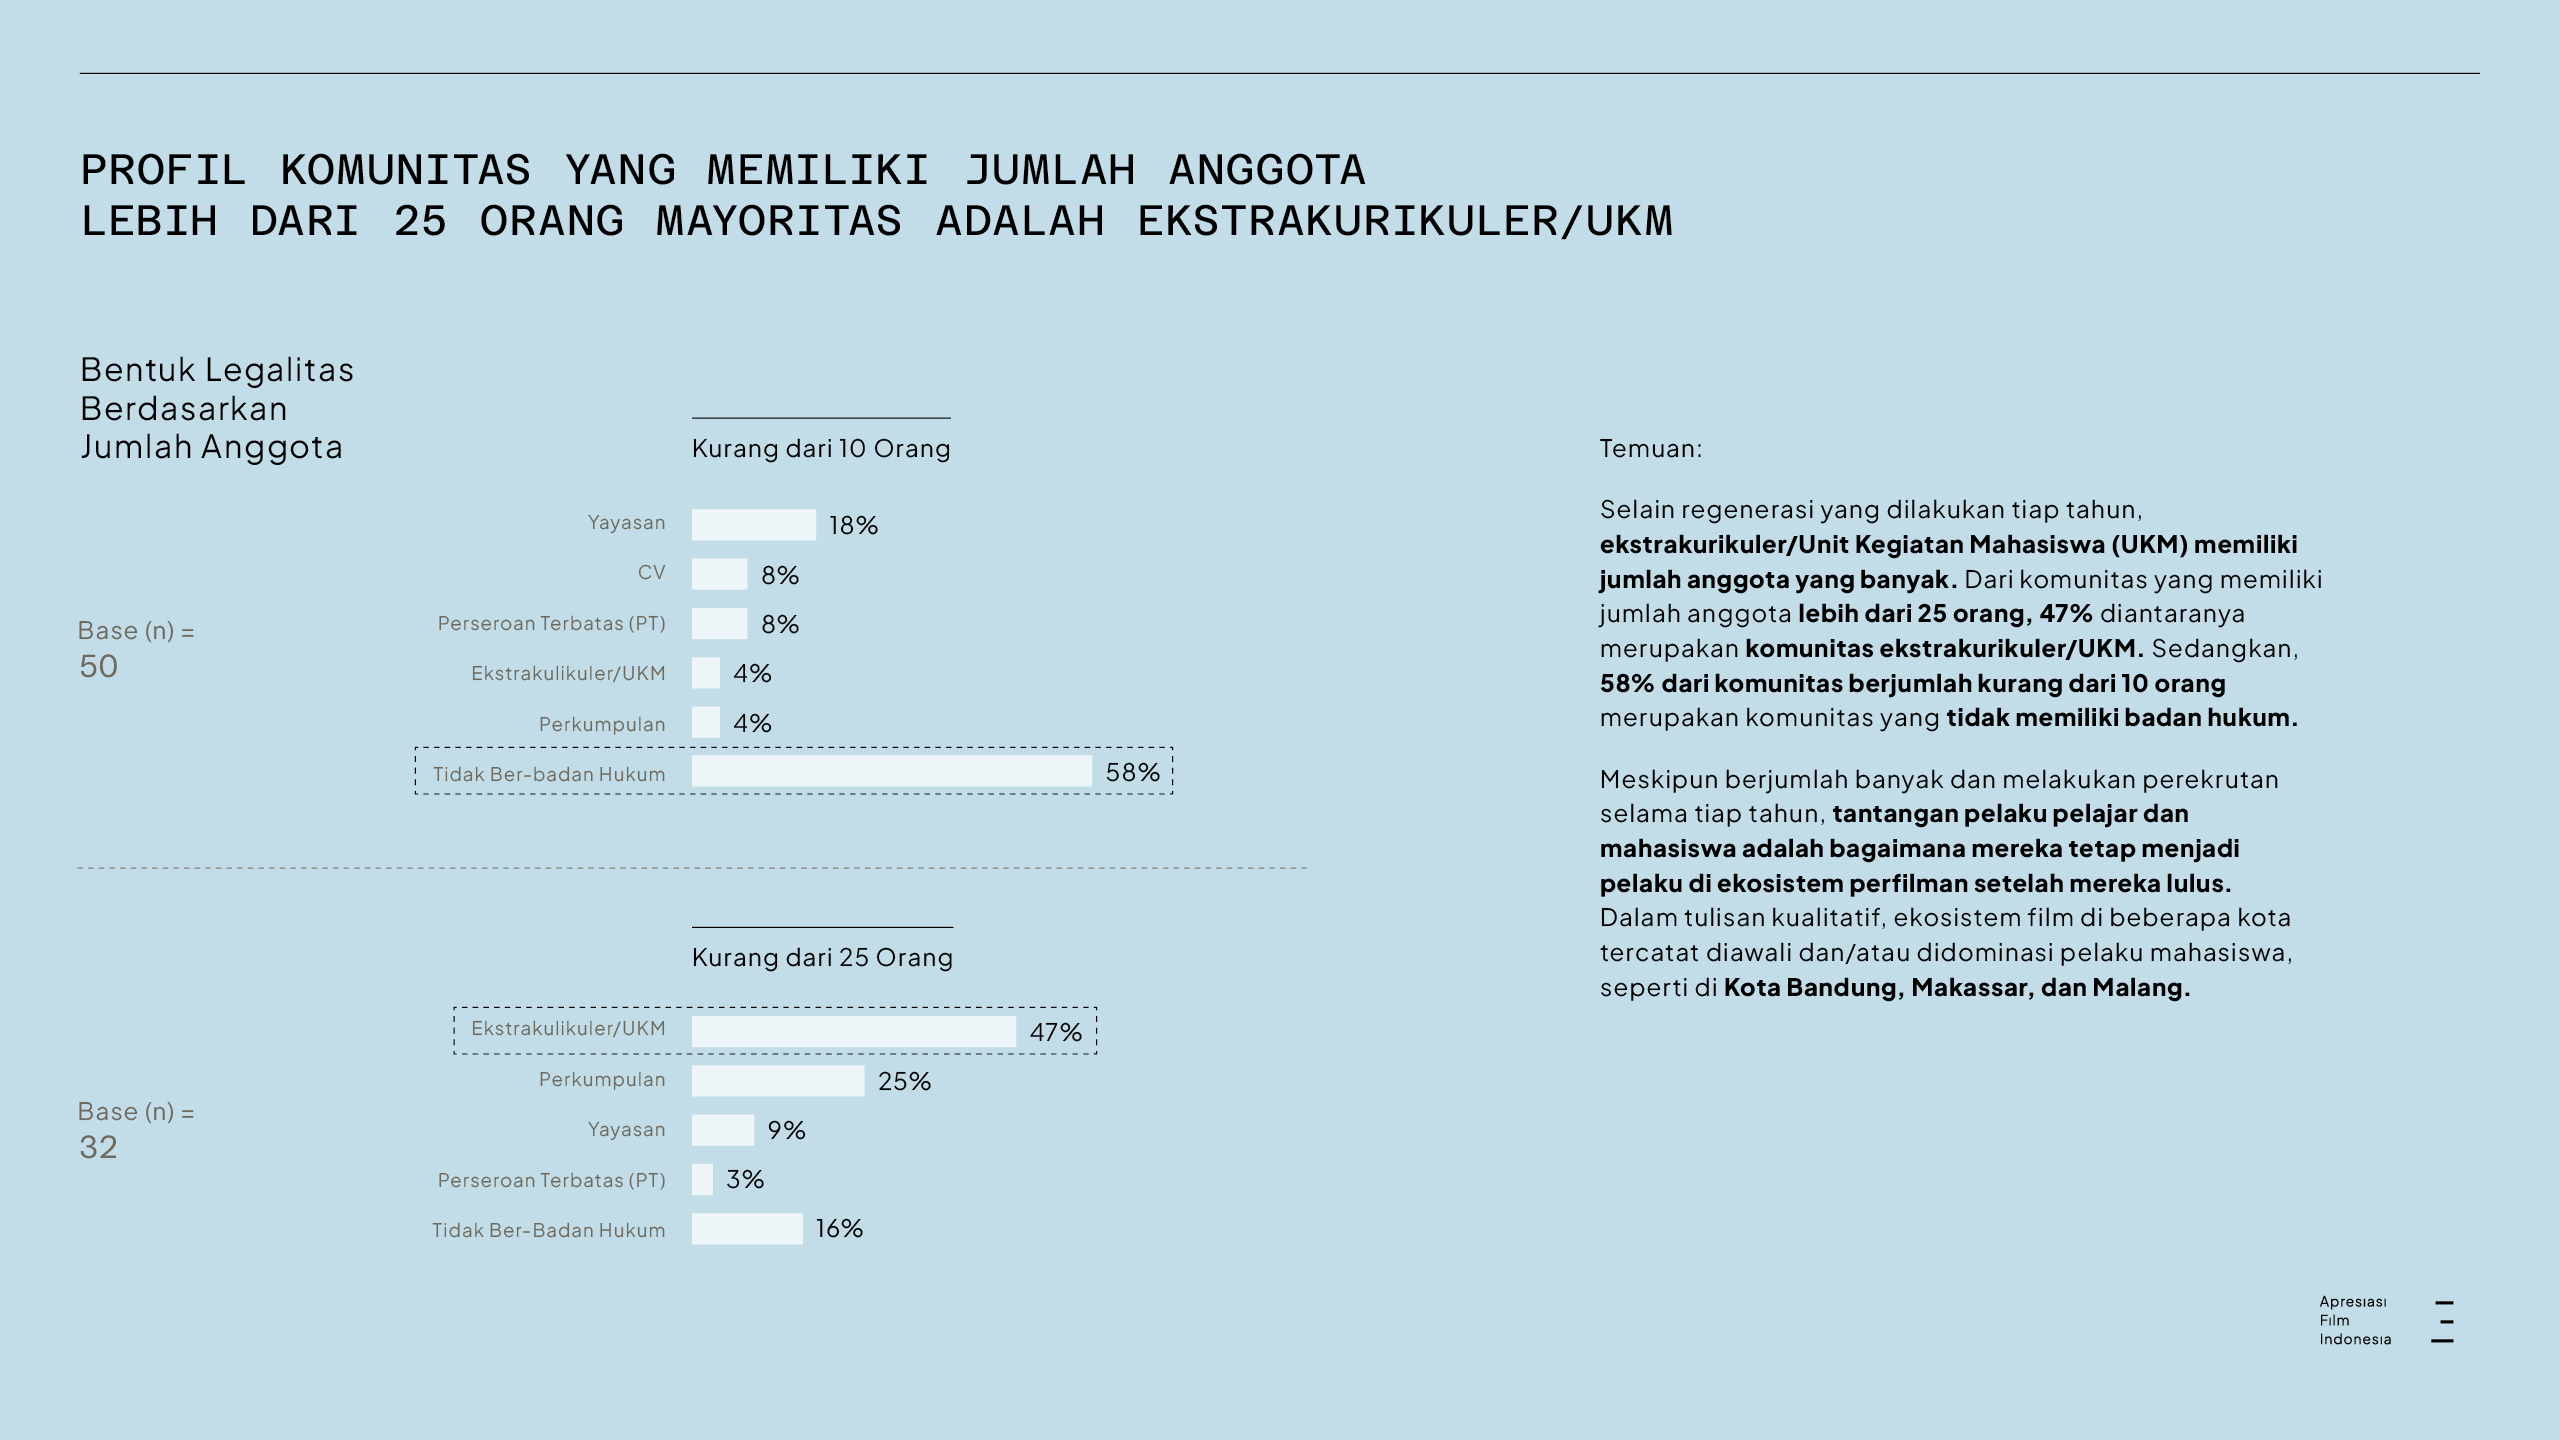 PROFIL KOMUNITAS YANG MEMILIKI JUMLAH ANGGOTA
LEBIH DARI 25 ORANG MAYORITAS ADALAH EKSTRAKURIKULER/UKM
Bentuk Legalitas
Berdasarkan
Jumlah Anggota
Kurang dari 10 Orang
Base (n) =
50
Yayasan 18%
CV 8%
Perseroan Terbatas (PT) 8%
Ekstrakulikuler/UKM 4%
Perkumpulan 4%
Tidak Ber-badan Hukum 58%
Kurang dari 25 Orang
Base (n) =
32
Ekstrakulikuler/UKM 47%
Perkumpulan 25%
Yayasan 9%
Perseroan Terbatas (PT) 3%
Tidak Ber-Badan Hukum 16%
Temuan:
Selain regenerasi yang dilakukan tiap tahun,
ekstrakurikuler/Unit Kegiatan Mahasiswa (UKM) memiliki
jumlah anggota yang banyak. Dari komunitas yang memiliki
jumlah anggota lebih dari 25 orang, 47% diantaranya
merupakan komunitas ekstrakurikuler/UKM. Sedangkan,
58% dari komunitas berjumlah kurang dari 10 orang
merupakan komunitas yang tidak memiliki badan hukum.
Meskipun berjumlah banyak dan melakukan perekrutan
selama tiap tahun, tantangan pelaku pelajar dan
mahasiswa adalah bagaimana mereka tetap menjadi
pelaku di ekosistem perfilman setelah mereka lulus.
Dalam tulisan kualitatif, ekosistem film di beberapa kota
tercatat diawali dan/atau didominasi pelaku mahasiswa,
seperti di Kota Bandung, Makassar, dan Malang.
Apresiasi
Film
Indonesia